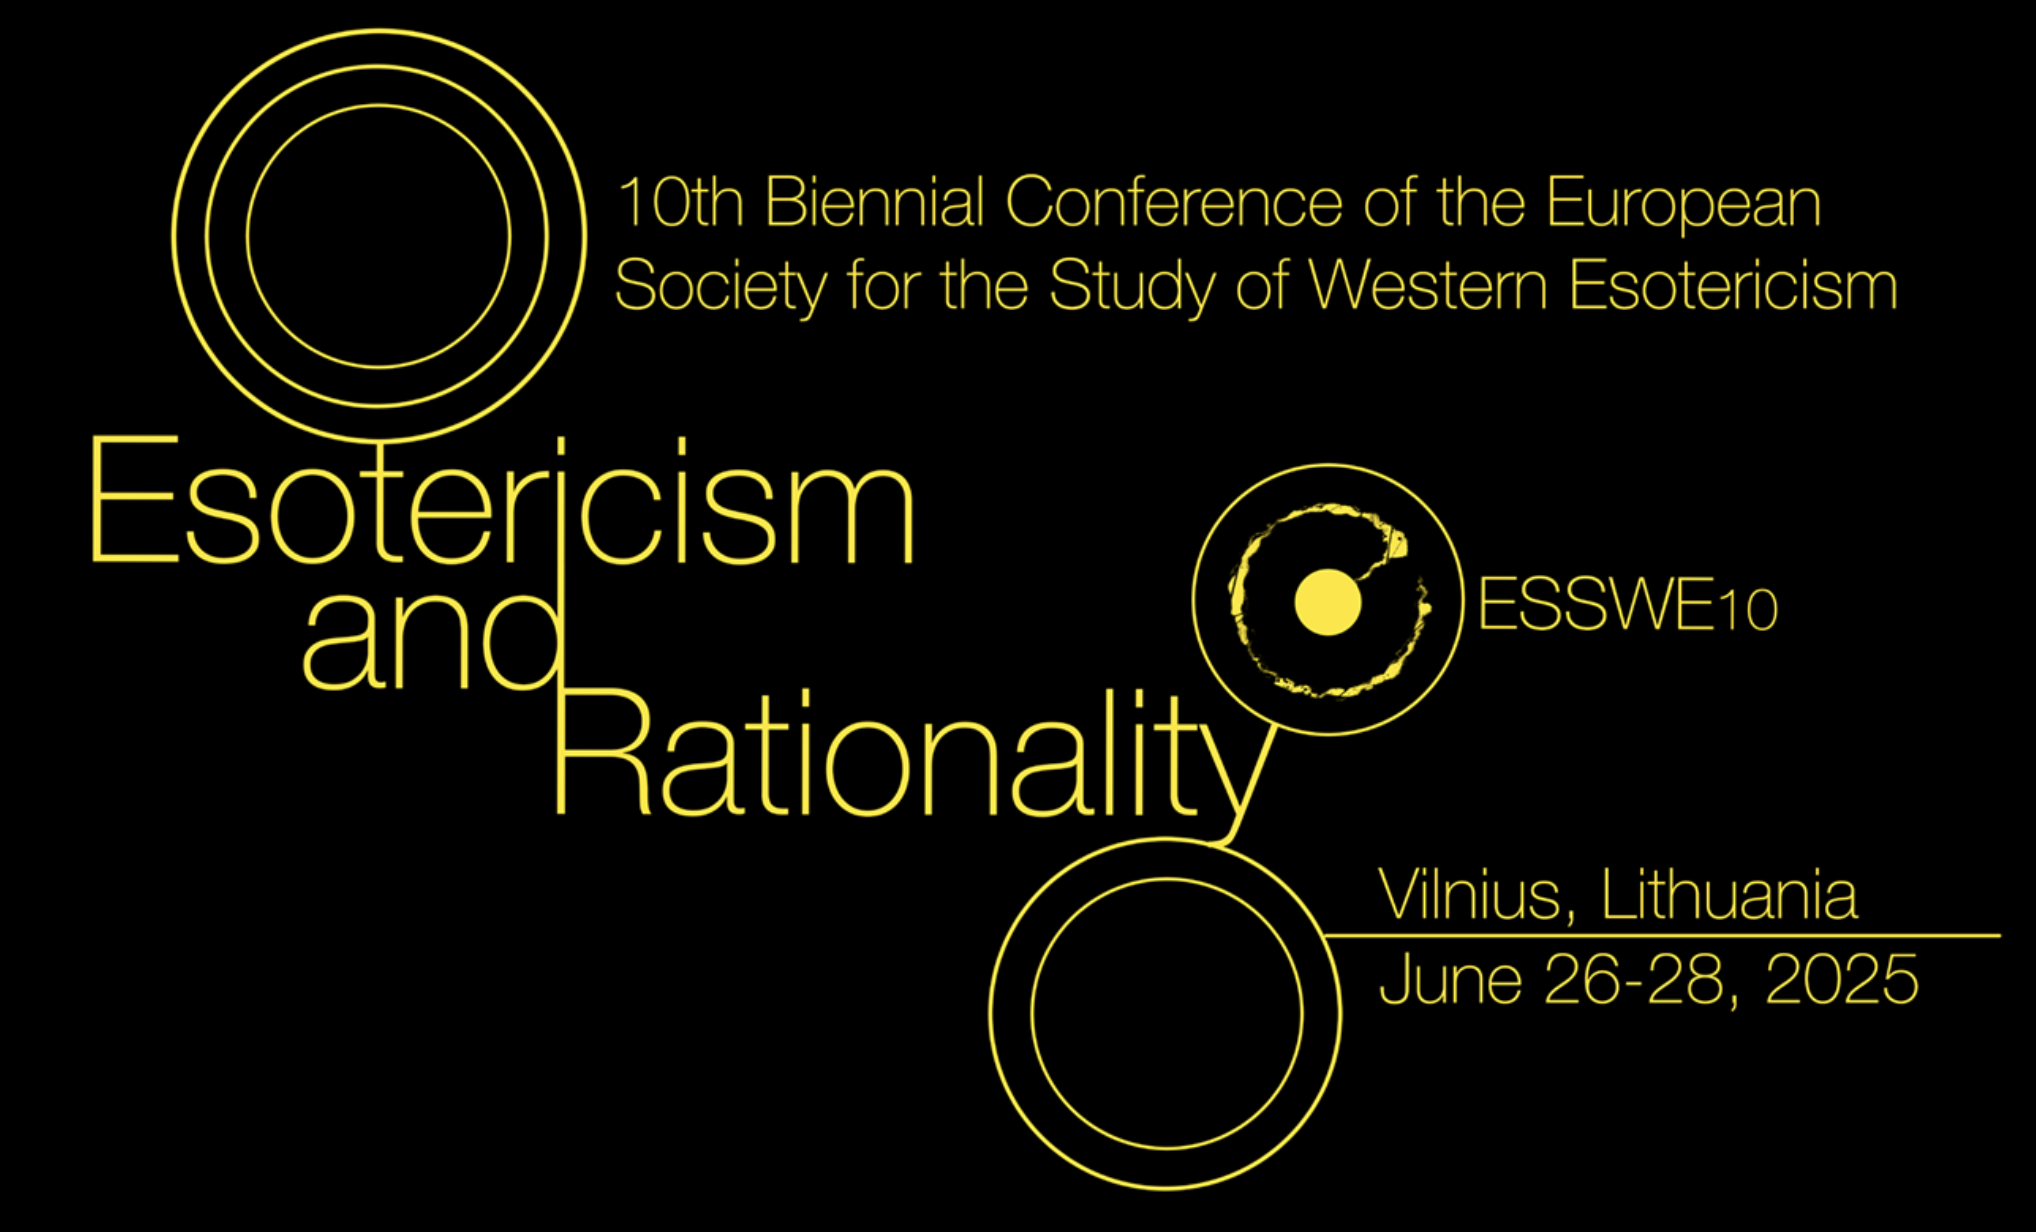 10th Biennial Conference of the European
Society for the Study of Western Esotericism
Esotericism
and
Rationality
ESSWE10
Vilnius, Lithuania
June 26-28, 2025